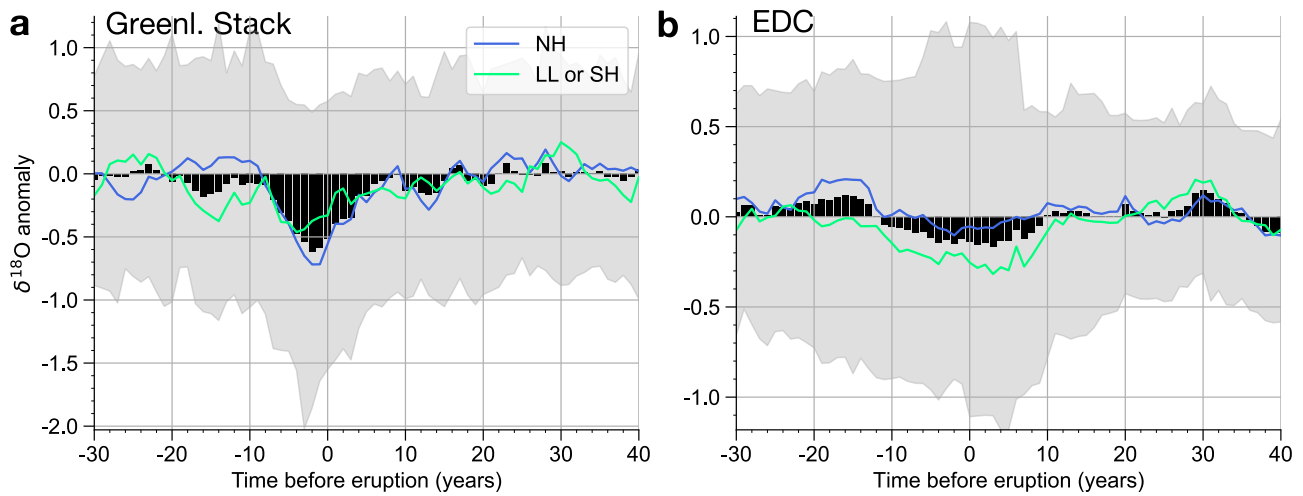 a Greenl. Stack
NH
LL or SH
1.0
0.5
0.0
-0.5
-1.0
-1.5
-2.0
δ18O anomaly
-30 -20 -10 0 10 20 30 40
Time before eruption (years)
b EDC
1.0
0.5
0.0
-0.5
-1.0
-30 -20 -10 0 10 20 30 40
Time before eruption (years)